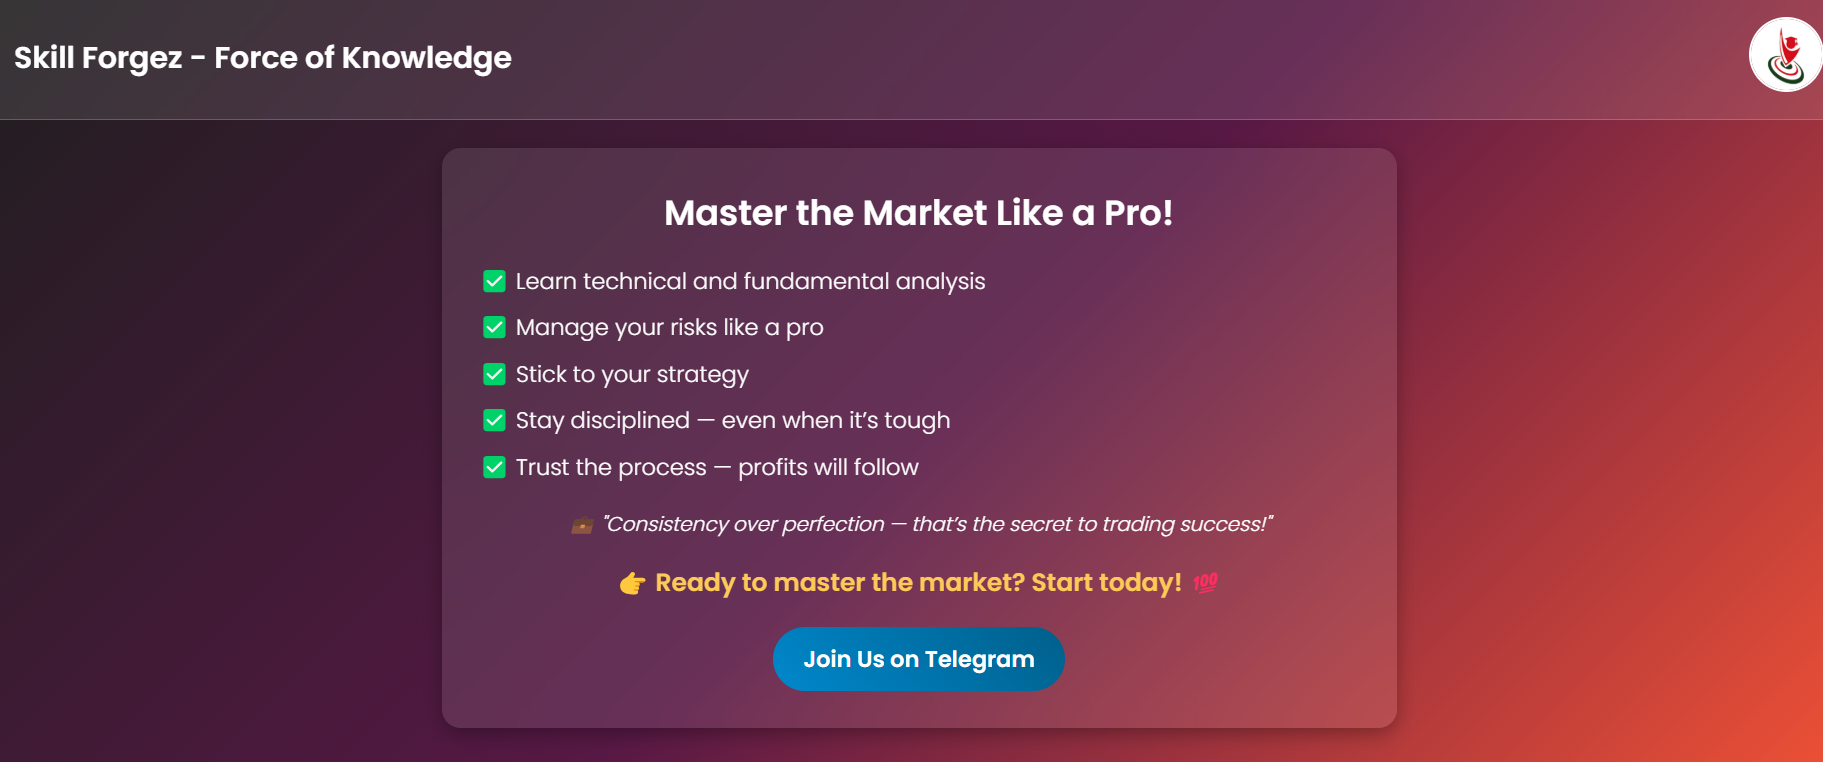 Skill Forgez - Force of Knowledge
Master the Market Like a Pro!
✅ Learn technical and fundamental analysis
✅ Manage your risks like a pro
✅ Stick to your strategy
✅ Stay disciplined — even when it’s tough
✅ Trust the process — profits will follow
💼 "Consistency over perfection — that’s the secret to trading success!"
👉 Ready to master the market? Start today! 💯
Join Us on Telegram